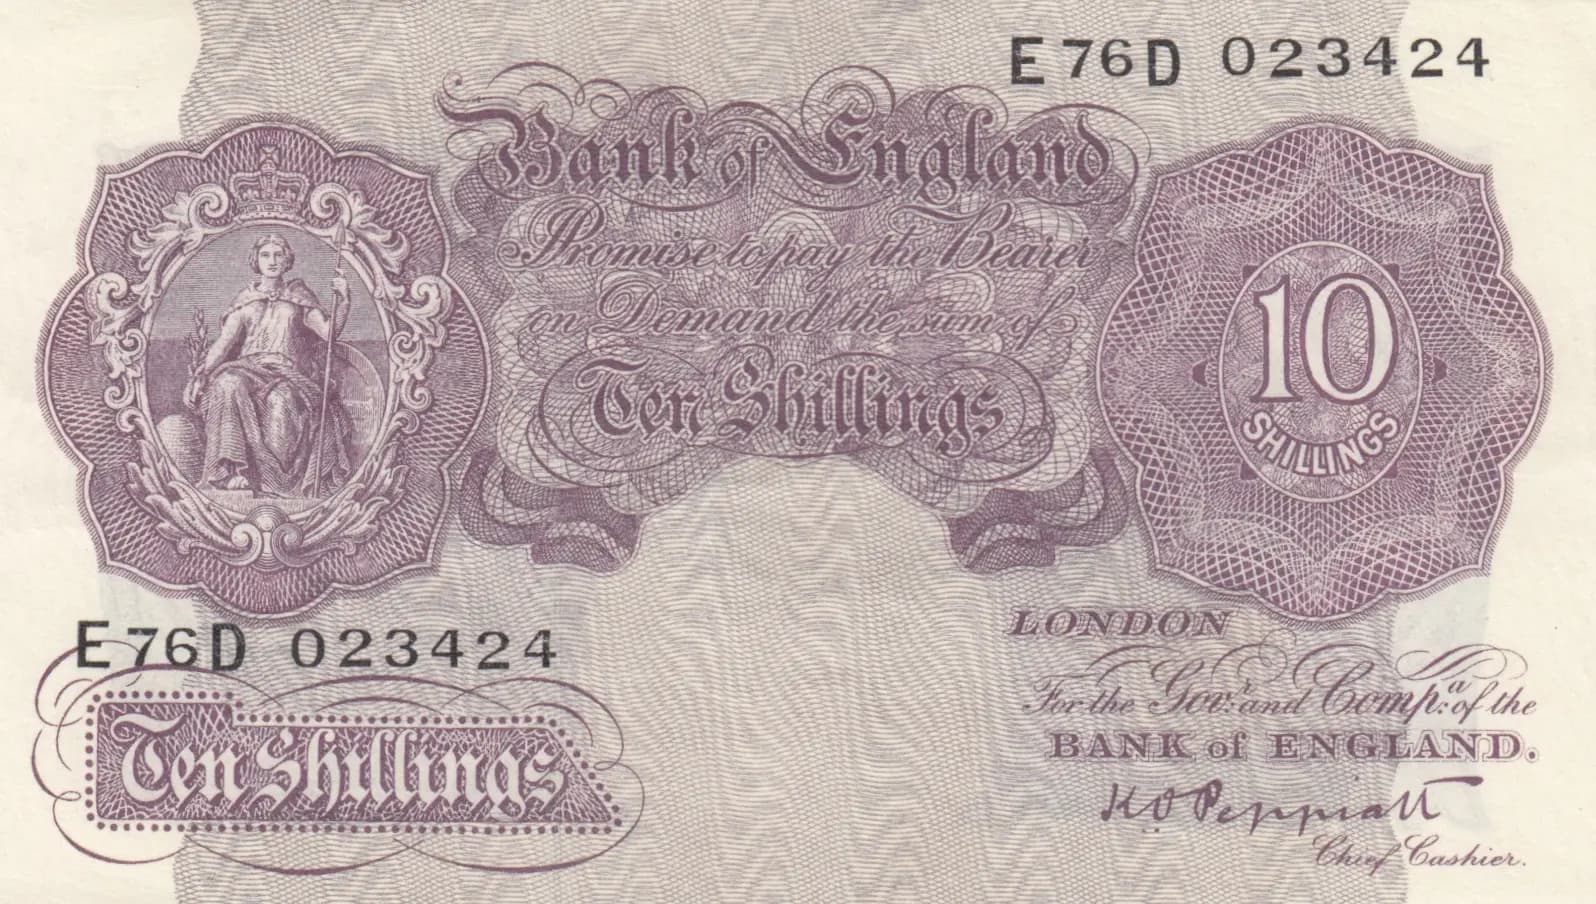 E76D 023424
Bank of England
Promise to pay the Bearer
on Demand the sum of
Ten Shillings
10
SHILLINGS
E76D 023424
Ten Shillings
LONDON
For the Govr. and Compa. of the
BANK of ENGLAND.
K O Peppiatt
Chief Cashier.